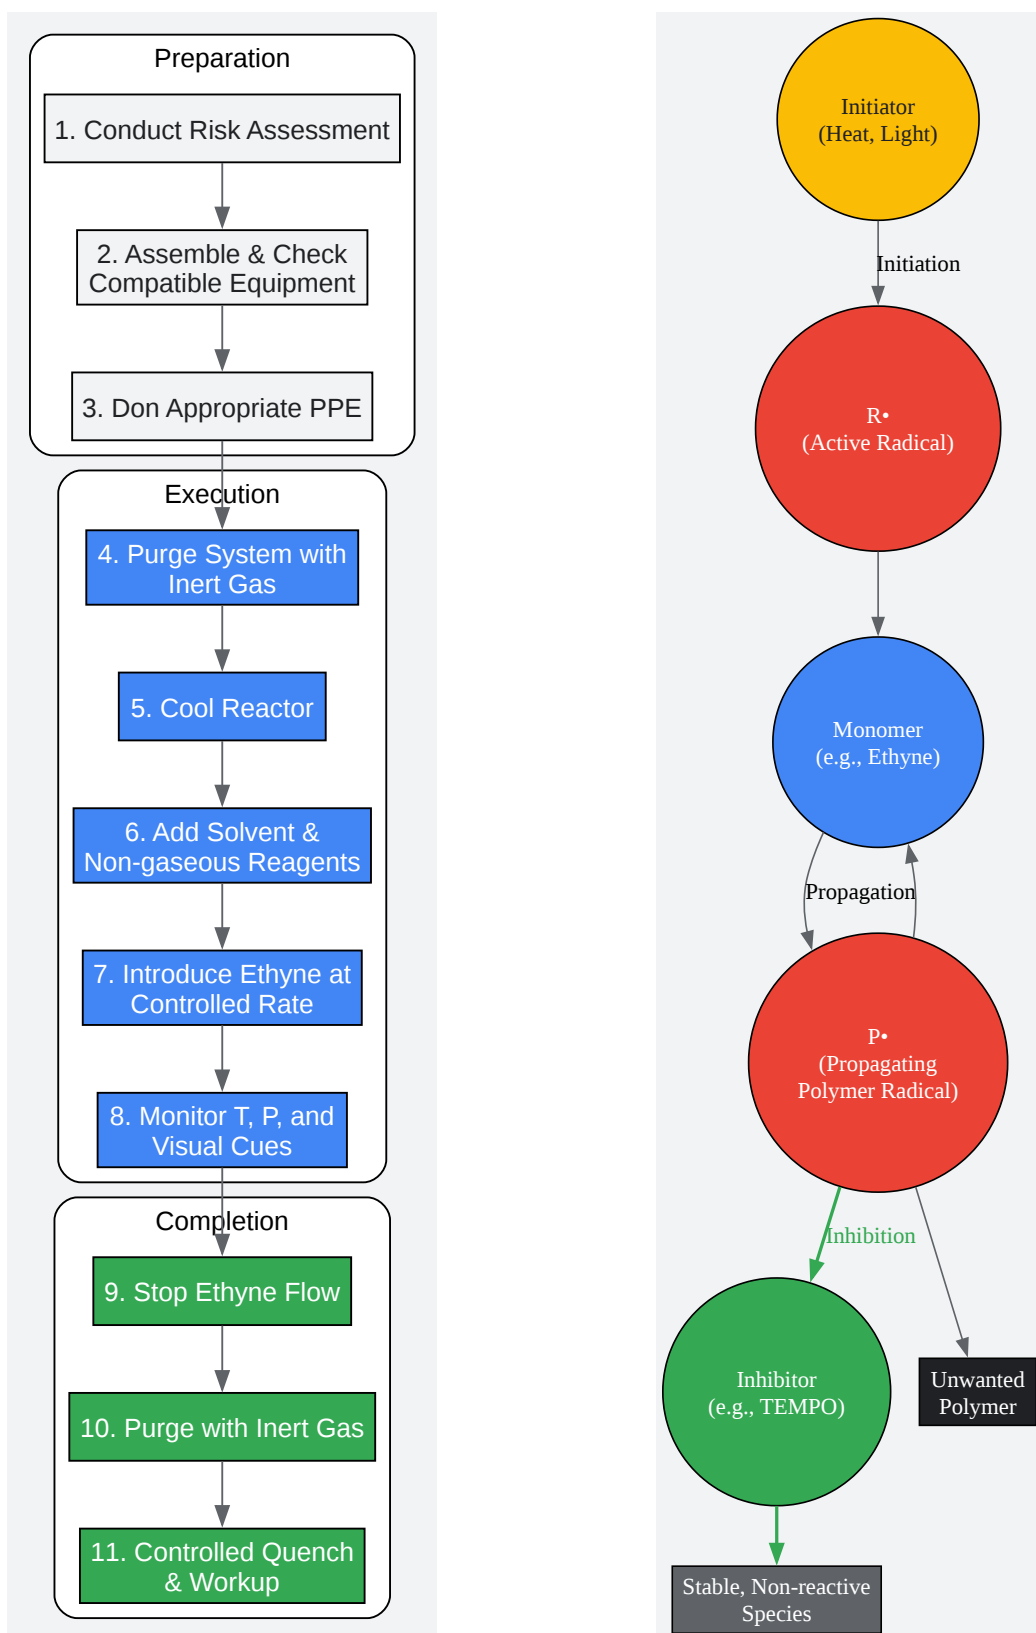 Preparation
1. Conduct Risk Assessment
2. Assemble & Check
Compatible Equipment
3. Don Appropriate PPE
Execution
4. Purge System with
Inert Gas
5. Cool Reactor
6. Add Solvent &
Non-gaseous Reagents
7. Introduce Ethyne at
Controlled Rate
8. Monitor T, P, and
Visual Cues
Completion
9. Stop Ethyne Flow
10. Purge with Inert Gas
11. Controlled Quench
& Workup
Initiator
(Heat, Light)
Initiation
R•
(Active Radical)
Monomer
(e.g., Ethyne)
Propagation
P•
(Propagating
Polymer Radical)
Inhibition
Inhibitor
(e.g., TEMPO)
Unwanted
Polymer
Stable, Non-reactive
Species